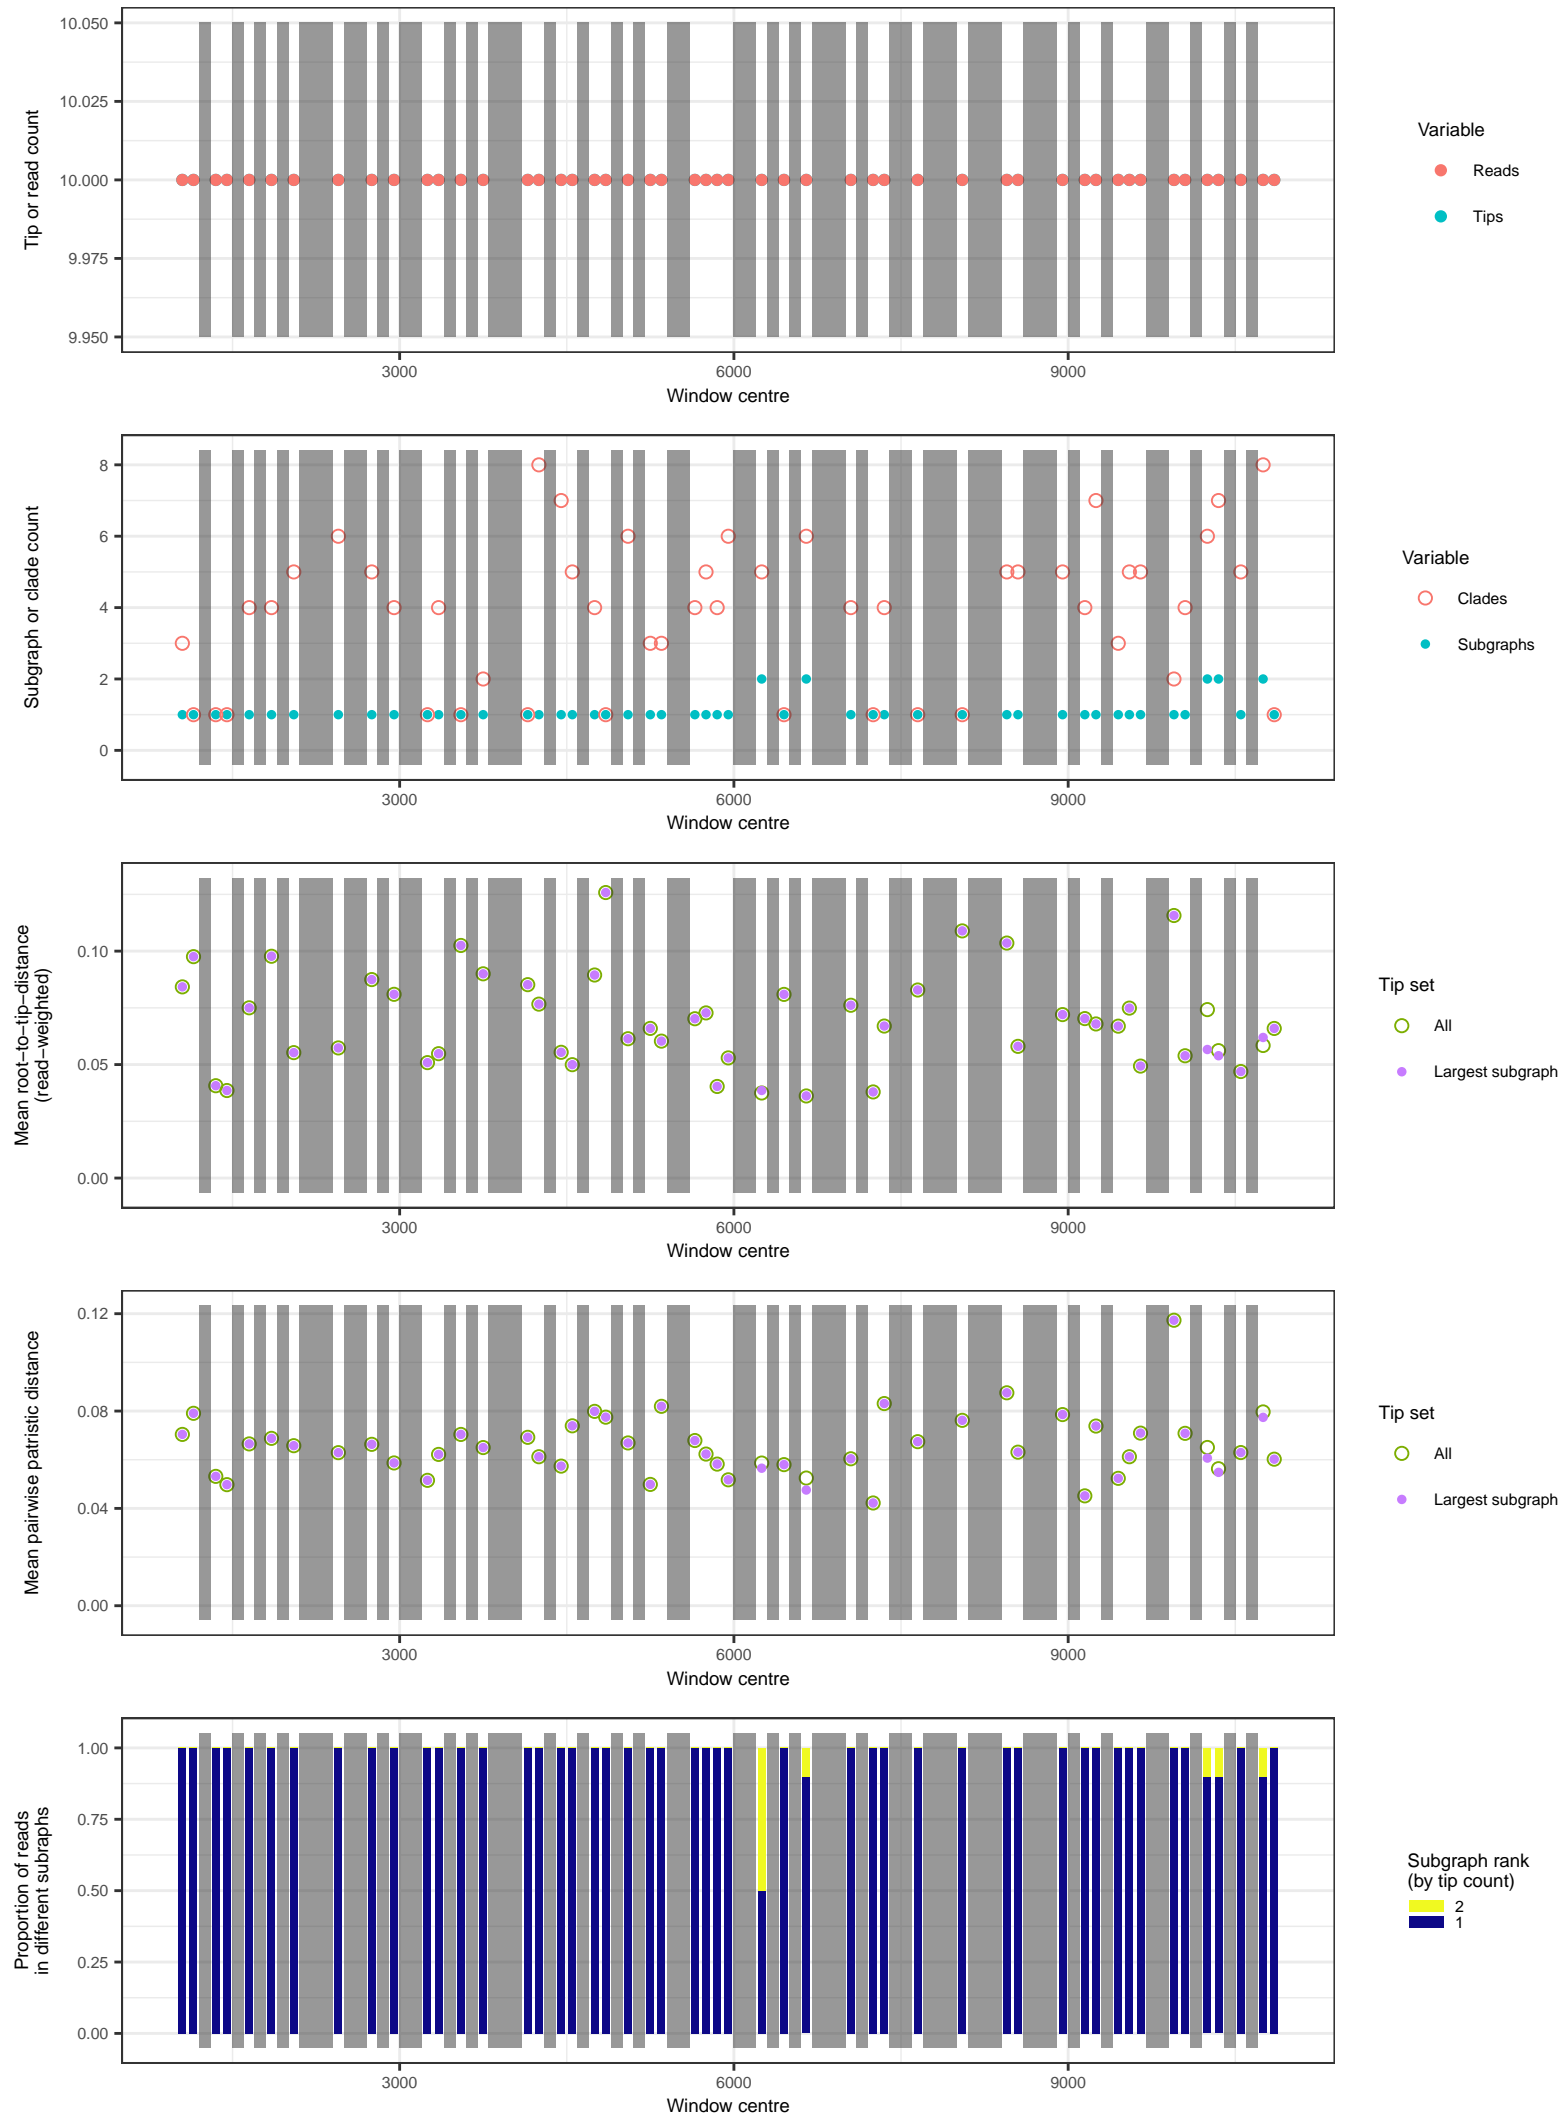 10.050
10.025
10.000
9.975
9.950
Tip or read count
3000 6000 9000
Window centre
Variable
Reads
Tips
8
6
4
2
0
Subgraph or clade count
3000 6000 9000
Window centre
Variable
Clades
Subgraphs
0.10
0.05
0.00
Mean root−to−tip−distance
(read−weighted)
3000 6000 9000
Window centre
Tip set
All
Largest subgraph
0.12
0.08
0.04
0.00
Mean pairwise patristic distance
3000 6000 9000
Window centre
Tip set
All
Largest subgraph
1.00
0.75
0.50
0.25
0.00
Proportion of reads
in different subraphs
3000 6000 9000
Window centre
Subgraph rank
(by tip count)
2
1